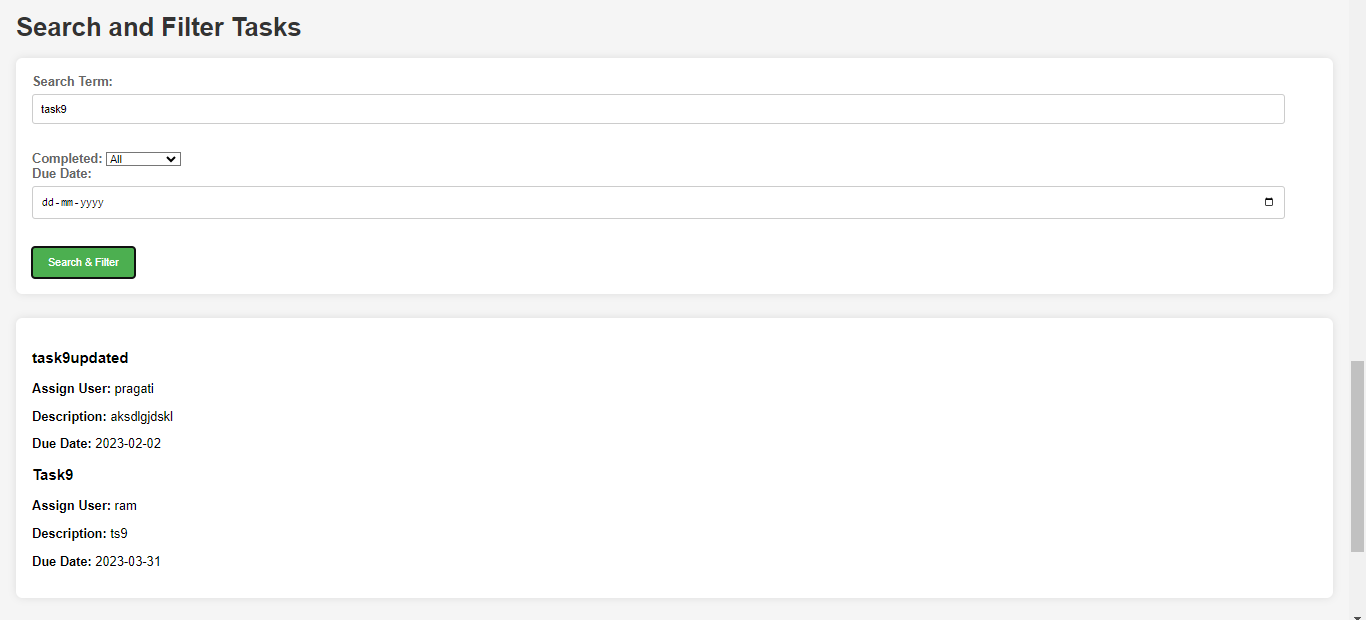 Search and Filter Tasks
Search Term:
task9
Completed: All
Due Date:
dd-mm-yyyy
Search & Filter
task9updated
Assign User: pragati
Description: aksdlgjdskl
Due Date: 2023-02-02
Task9
Assign User: ram
Description: ts9
Due Date: 2023-03-31